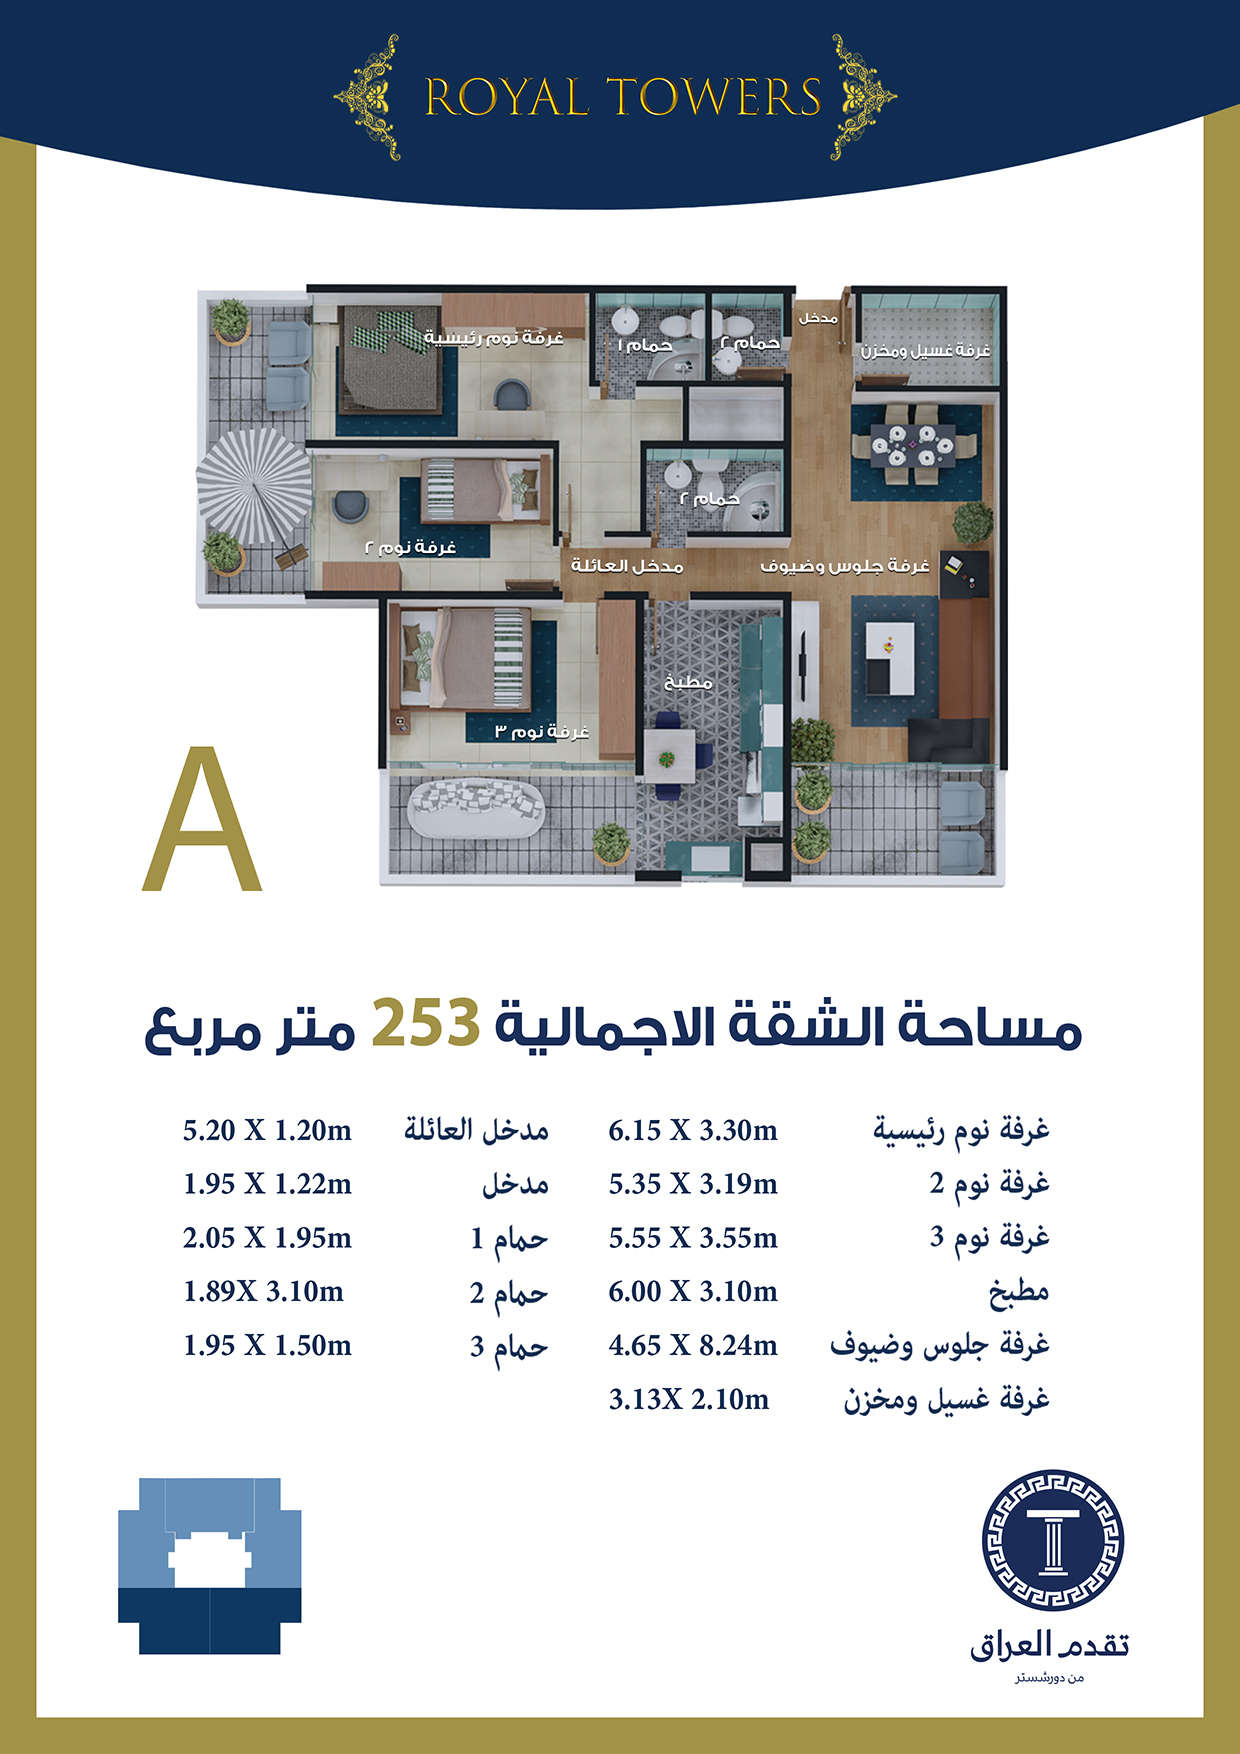 ROYAL TOWERS
غرفة نوم رئيسية
حمام ١
حمام ٢
مدخل
غرفة غسيل ومخزن
حمام ٢
غرفة نوم ٢
مدخل العائلة
غرفة جلوس وضيوف
مطبخ
غرفة نوم ٣
A
مساحة الشقة الاجمالية 253 متر مربع
غرفة نوم رئيسية 6.15 X 3.30m
غرفة نوم 2 5.35 X 3.19m
غرفة نوم 3 5.55 X 3.55m
مطبخ 6.00 X 3.10m
غرفة جلوس وضيوف 4.65 X 8.24m
غرفة غسيل ومخزن 3.13X 2.10m
مدخل العائلة 5.20 X 1.20m
مدخل 1.95 X 1.22m
حمام 1 2.05 X 1.95m
حمام 2 1.89X 3.10m
حمام 3 1.95 X 1.50m
تقدم العراق
من دورشستر